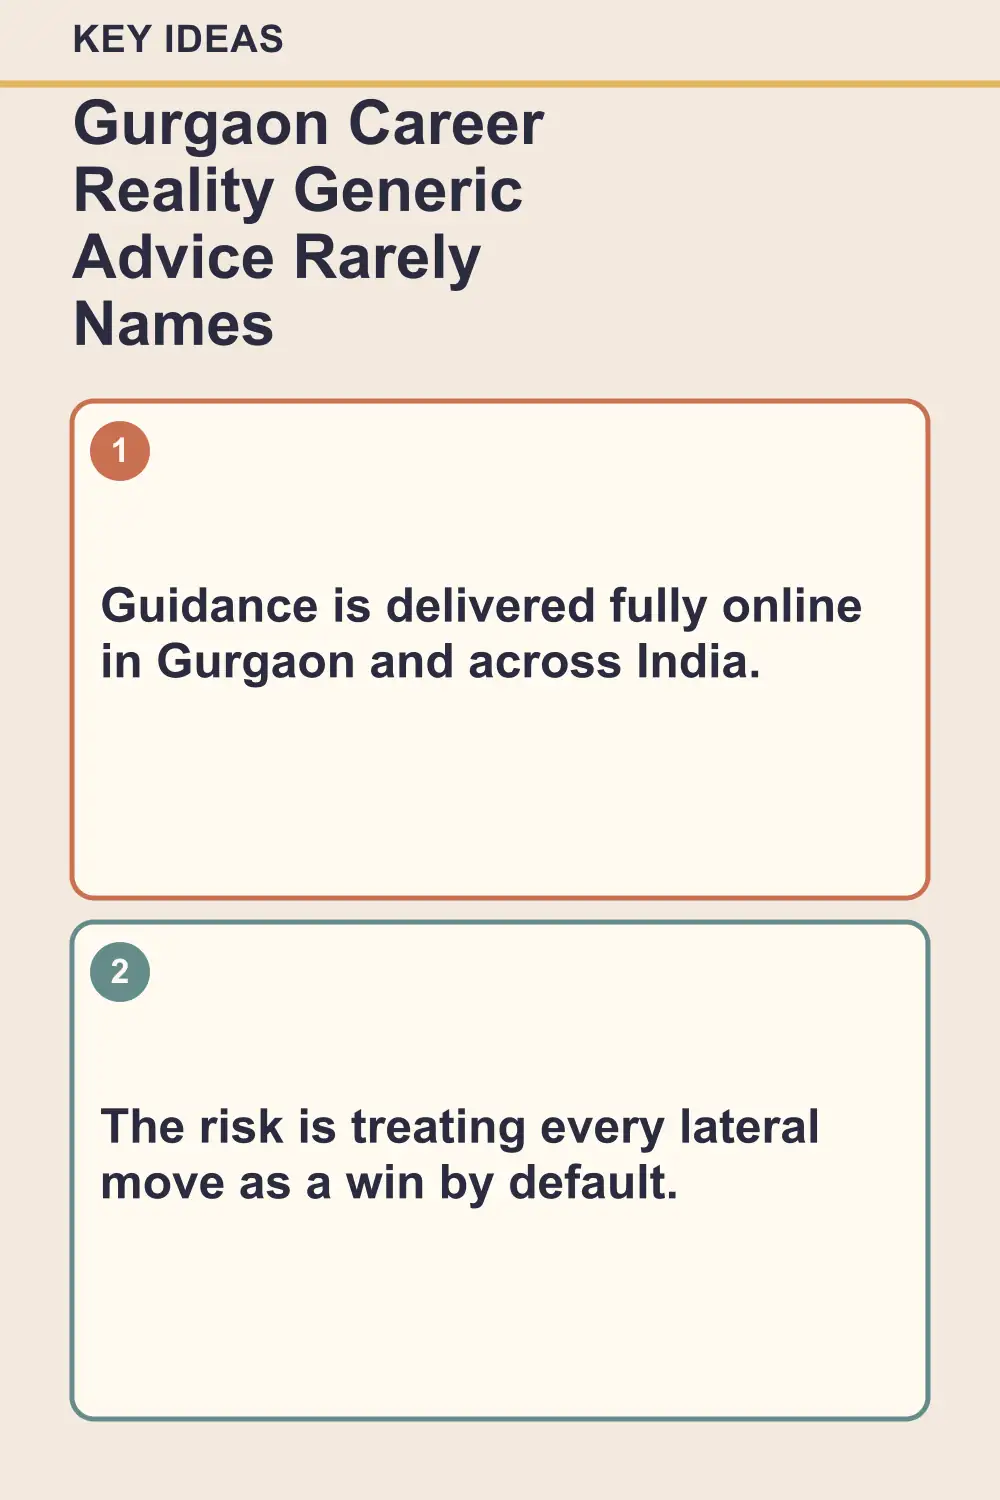 KEY IDEAS
Gurgaon Career
Reality Generic
Advice Rarely
Names
1
Guidance is delivered fully online
in Gurgaon and across India.
2
The risk is treating every lateral
move as a win by default.